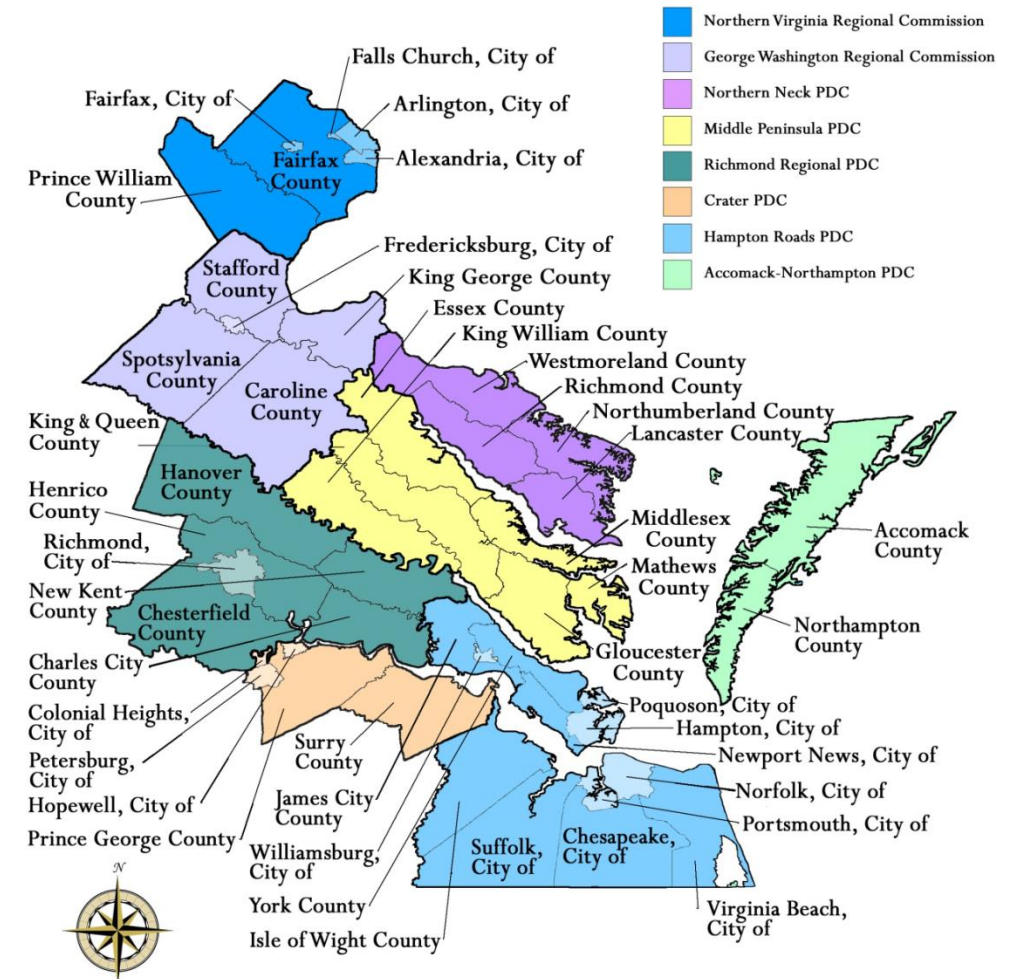 Northern Virginia Regional Commission
George Washington Regional Commission
Northern Neck PDC
Middle Peninsula PDC
Richmond Regional PDC
Crater PDC
Hampton Roads PDC
Accomack-Northampton PDC
Falls Church, City of
Fairfax, City of
Arlington, City of
Fairfax
County
Alexandria, City of
Prince William
County
Fredericksburg, City of
Stafford
County
King George County
Essex County
King William County
Spotsylvania
County
Westmoreland County
Caroline
County
Richmond County
Northumberland County
King & Queen
County
Lancaster County
Hanover
County
Henrico
County
Middlesex
County
Accomack
County
Richmond,
City of
Mathews
County
New Kent
County
Chesterfield
County
Northampton
County
Charles City
County
Gloucester
County
Colonial Heights,
City of
Poquoson, City of
Hampton, City of
Petersburg,
City of
Surry
County
Newport News, City of
Hopewell, City of
James City
County
Norfolk, City of
Prince George County
Portsmouth, City of
Williamsburg,
City of
Suffolk,
City of
Chesapeake,
City of
York County
Virginia Beach,
City of
Isle of Wight County
N